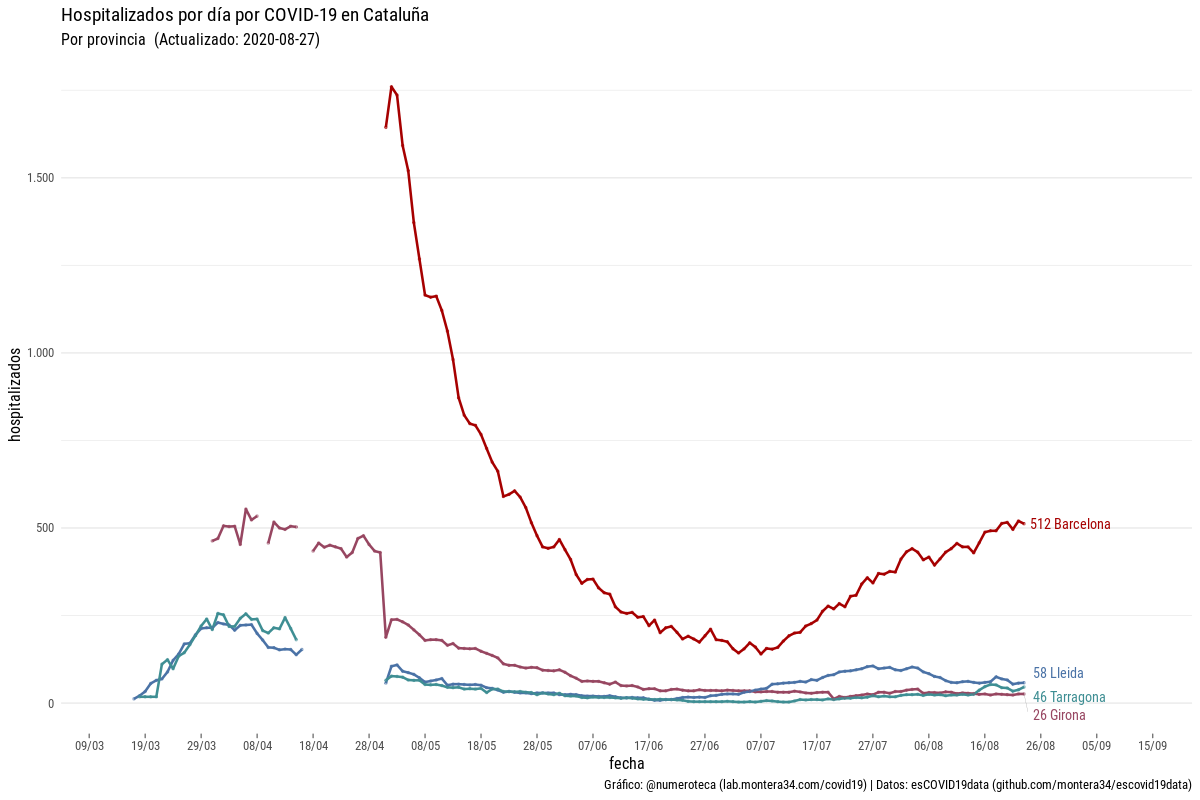 Hospitalizados por día por COVID-19 en Cataluña
Por provincia (Actualizado: 2020-08-27)
hospitalizados
1.500
1.000
500
0
512 Barcelona
58 Lleida
46 Tarragona
26 Girona
09/03 19/03 29/03 08/04 18/04 28/04 08/05 18/05 28/05 07/06 17/06 27/06 07/07 17/07 27/07 06/08 16/08 26/08 05/09 15/09
fecha
Gráfico: @numeroteca (lab.montera34.com/covid19) | Datos: esCOVID19data (github.com/montera34/escovid19data)